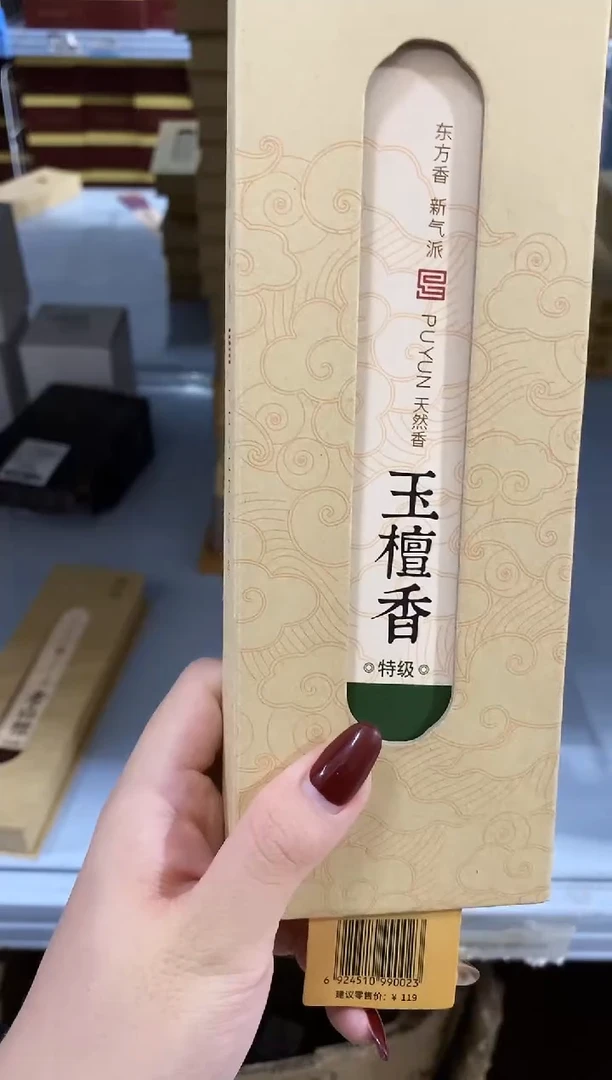 东方香 新气派
PUYUN 天然香
玉檀香
特级
6 924510 990023
建议零售价：¥ 119